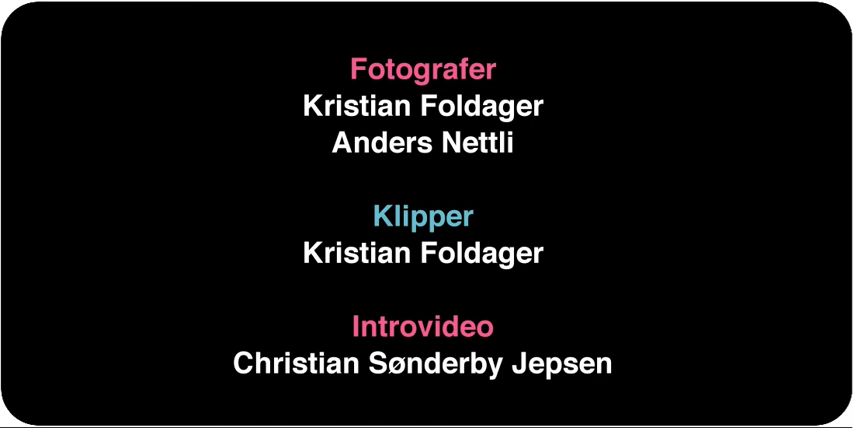 Fotografer
Kristian Foldager
Anders Nettli
Klipper
Kristian Foldager
Introvideo
Christian Sønderby Jepsen